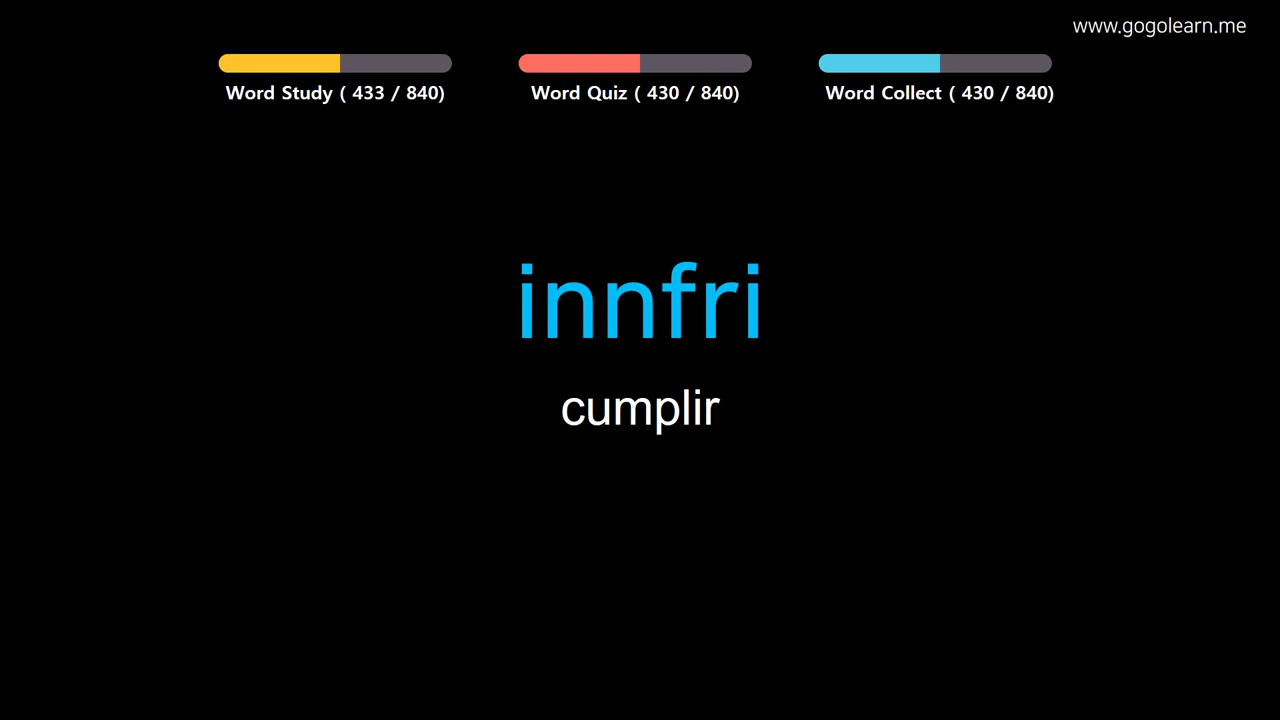 www.gogolearn.me
Word Study ( 433 / 840)
Word Quiz ( 430 / 840)
Word Collect ( 430 / 840)
innfri
cumplir